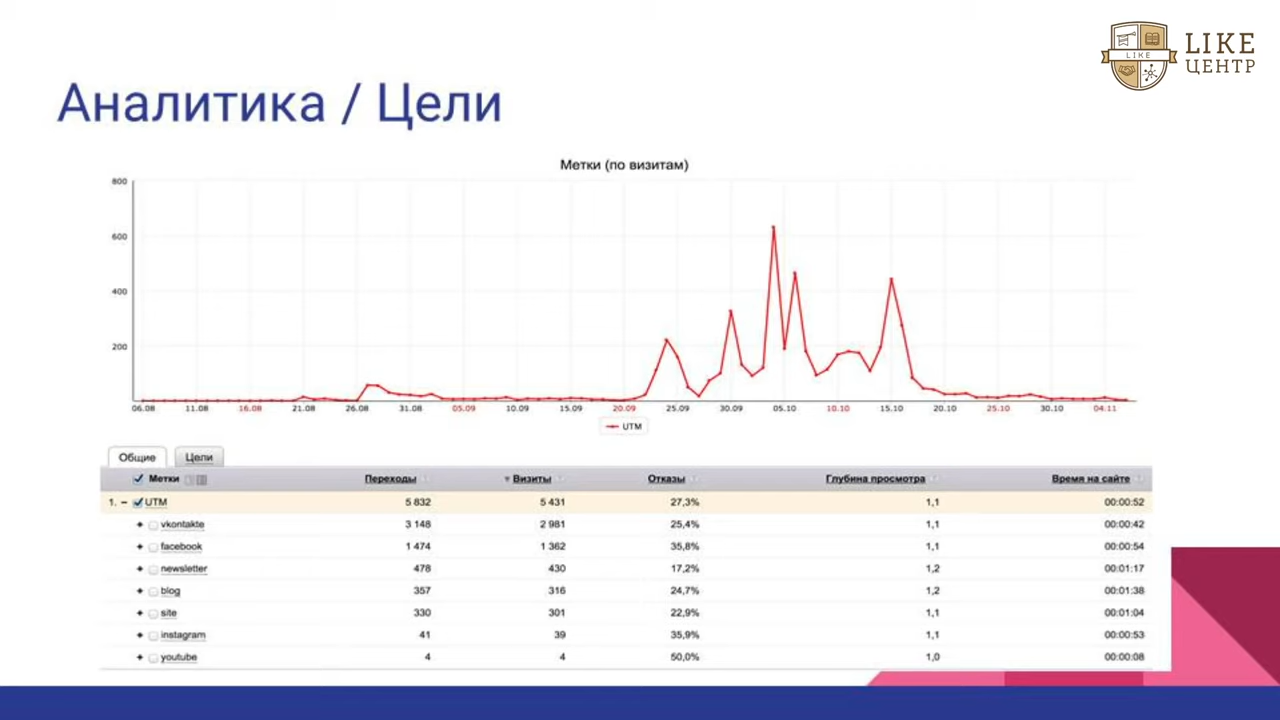 LIKE
LIKE
ЦЕНТР
Аналитика / Цели
Метки (по визитам)
800
600
400
200
06.08 11.08 16.08 21.08 26.08 31.08 05.09 10.09 15.09 20.09 25.09 30.09 05.10 10.10 15.10 20.10 25.10 30.10 04.11
UTM
Общие Цели
Метки Переходы Визиты Отказы Глубина просмотра Время на сайте
1. UTM 5 832 5 431 27,3% 1,1 00:00:52
vkontakte 3 148 2 981 25,4% 1,1 00:00:42
facebook 1 474 1 362 35,8% 1,1 00:00:54
newsletter 478 430 17,2% 1,2 00:01:17
blog 357 316 24,7% 1,2 00:01:38
site 330 301 22,9% 1,1 00:01:04
instagram 41 39 35,9% 1,1 00:00:53
youtube 4 4 50,0% 1,0 00:00:08